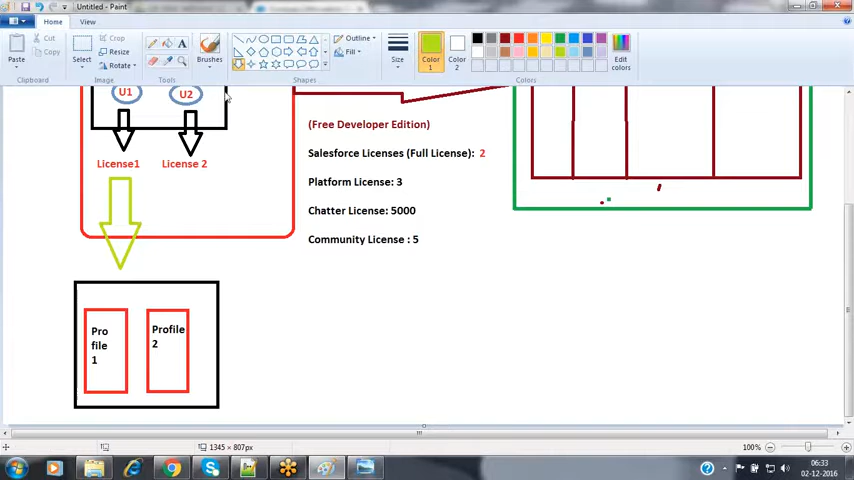 Untitled - Paint
Home
View
Paste
Cut
Copy
Clipboard
Select
Crop
Resize
Rotate
Image
Tools
Brushes
Shapes
Outline
Fill
Size
Color
1
Color
2
Edit
colors
Colors
U1
U2
License1
License 2
(Free Developer Edition)
Salesforce Licenses (Full License): 2
Platform License: 3
Chatter License: 5000
Community License : 5
Pro
file
1
Profile
2
1345 × 807px
100%
06:33
02-12-2016